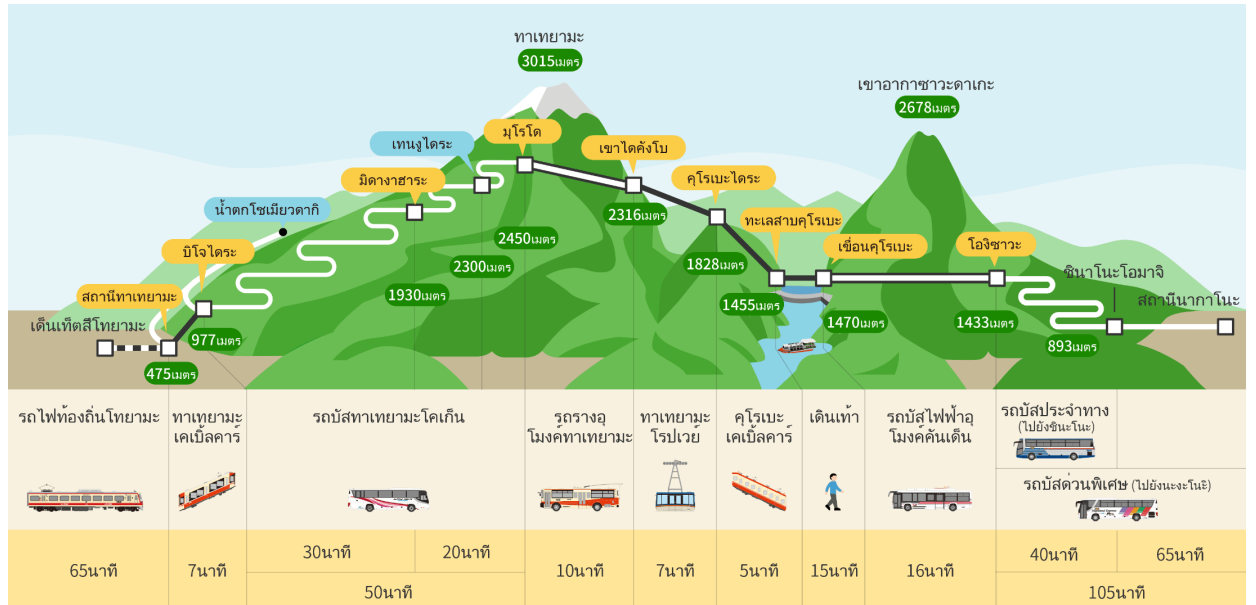 ทาเทยามะ
3015เมตร
เขาอากาซาวะดาเกะ
2678เมตร
มุโรโด
เทนงูไดระ
เขาไดคังโบ
มิดางาฮาระ
คุโรเบะไดระ
น้ำตกโชเมียวดากิ
ทะเลสาบคุโรเบะ
บิโจไดระ
เขื่อนคุโรเบะ
โอกิซาวะ
สถานีทาเทยามะ
ชินาโนะโอมาจิ
เด็นเท็ตสึโทยามะ
สถานีนากาโนะ
2316เมตร
2450เมตร
1828เมตร
2300เมตร
1930เมตร
1455เมตร
1470เมตร
1433เมตร
977เมตร
893เมตร
475เมตร
รถไฟท้องถิ่นโทยามะ
ทาเทยามะ
เคเบิ้ลคาร์
รถบัสทาเทยามะโคเก็น
รถรางอุ
โมงค์ทาเทยามะ
ทาเทยามะ
โรปเวย์
คุโรเบะ
เคเบิ้ลคาร์
เดินเท้า
รถบัสไฟฟ้าอุ
โมงค์คันเด็น
รถบัสประจำทาง
(ไปยังชินะโนะ)
รถบัสด่วนพิเศษ (ไปยังนะงะโนะ)
65นาที
7นาที
30นาที
20นาที
50นาที
10นาที
7นาที
5นาที
15นาที
16นาที
40นาที
65นาที
105นาที